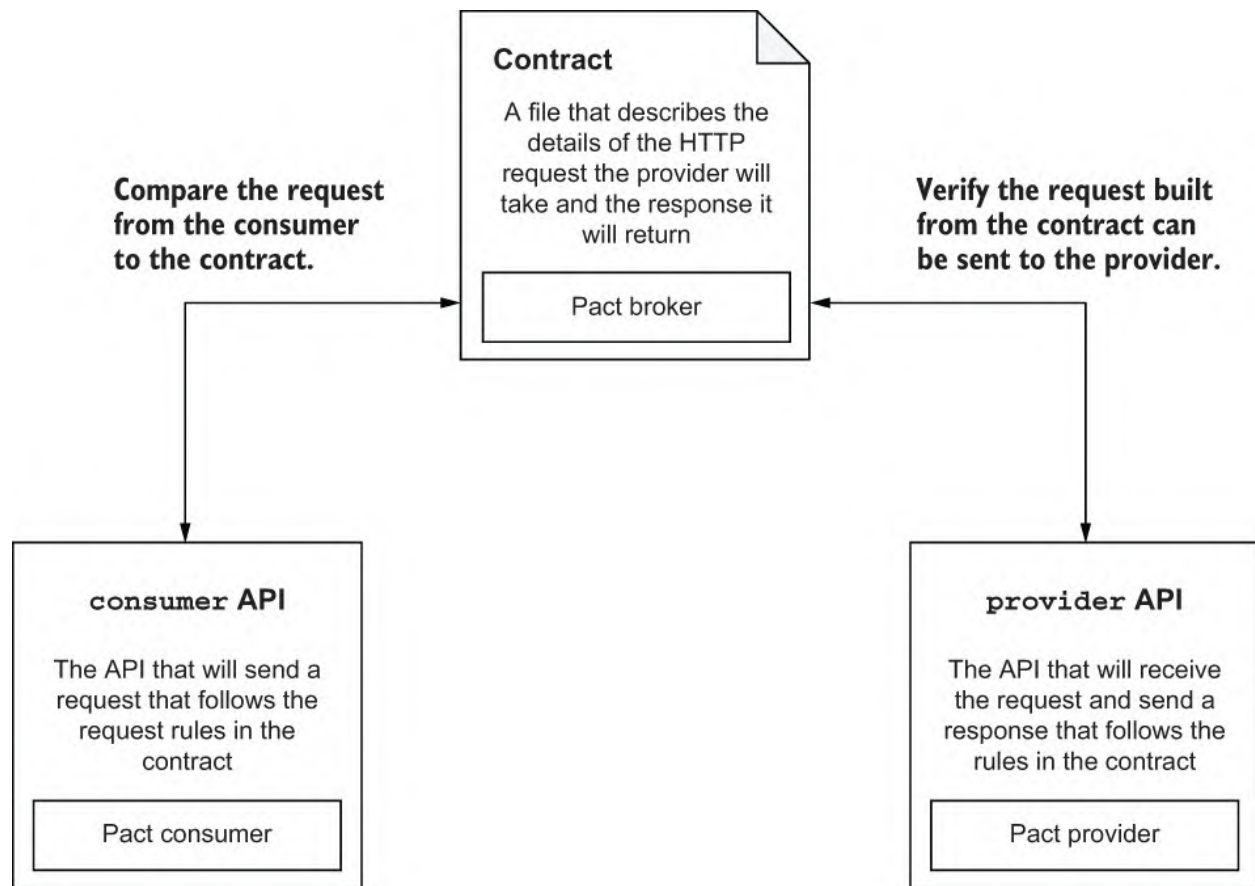 Contract
A file that describes the
details of the HTTP
request the provider will
take and the response it
will return
Pact broker
Compare the request
from the consumer
to the contract.
Verify the request built
from the contract can
be sent to the provider.
consumer API
The API that will send a
request that follows the
request rules in the
contract
Pact consumer
provider API
The API that will receive
the request and send a
response that follows the
rules in the contract
Pact provider